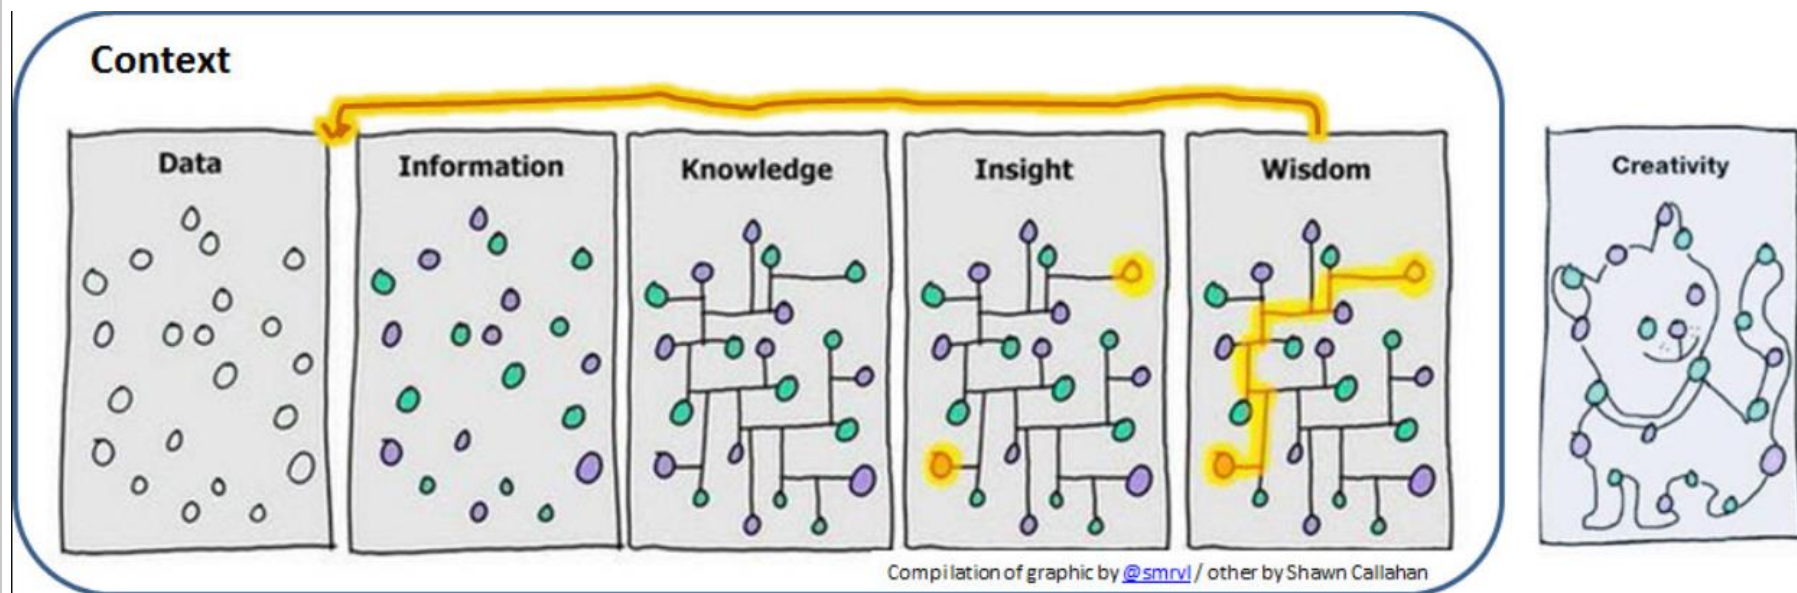 Context
Data
Information
Knowledge
Insight
Wisdom
Creativity
Compilation of graphic by @smrvl / other by Shawn Callahan